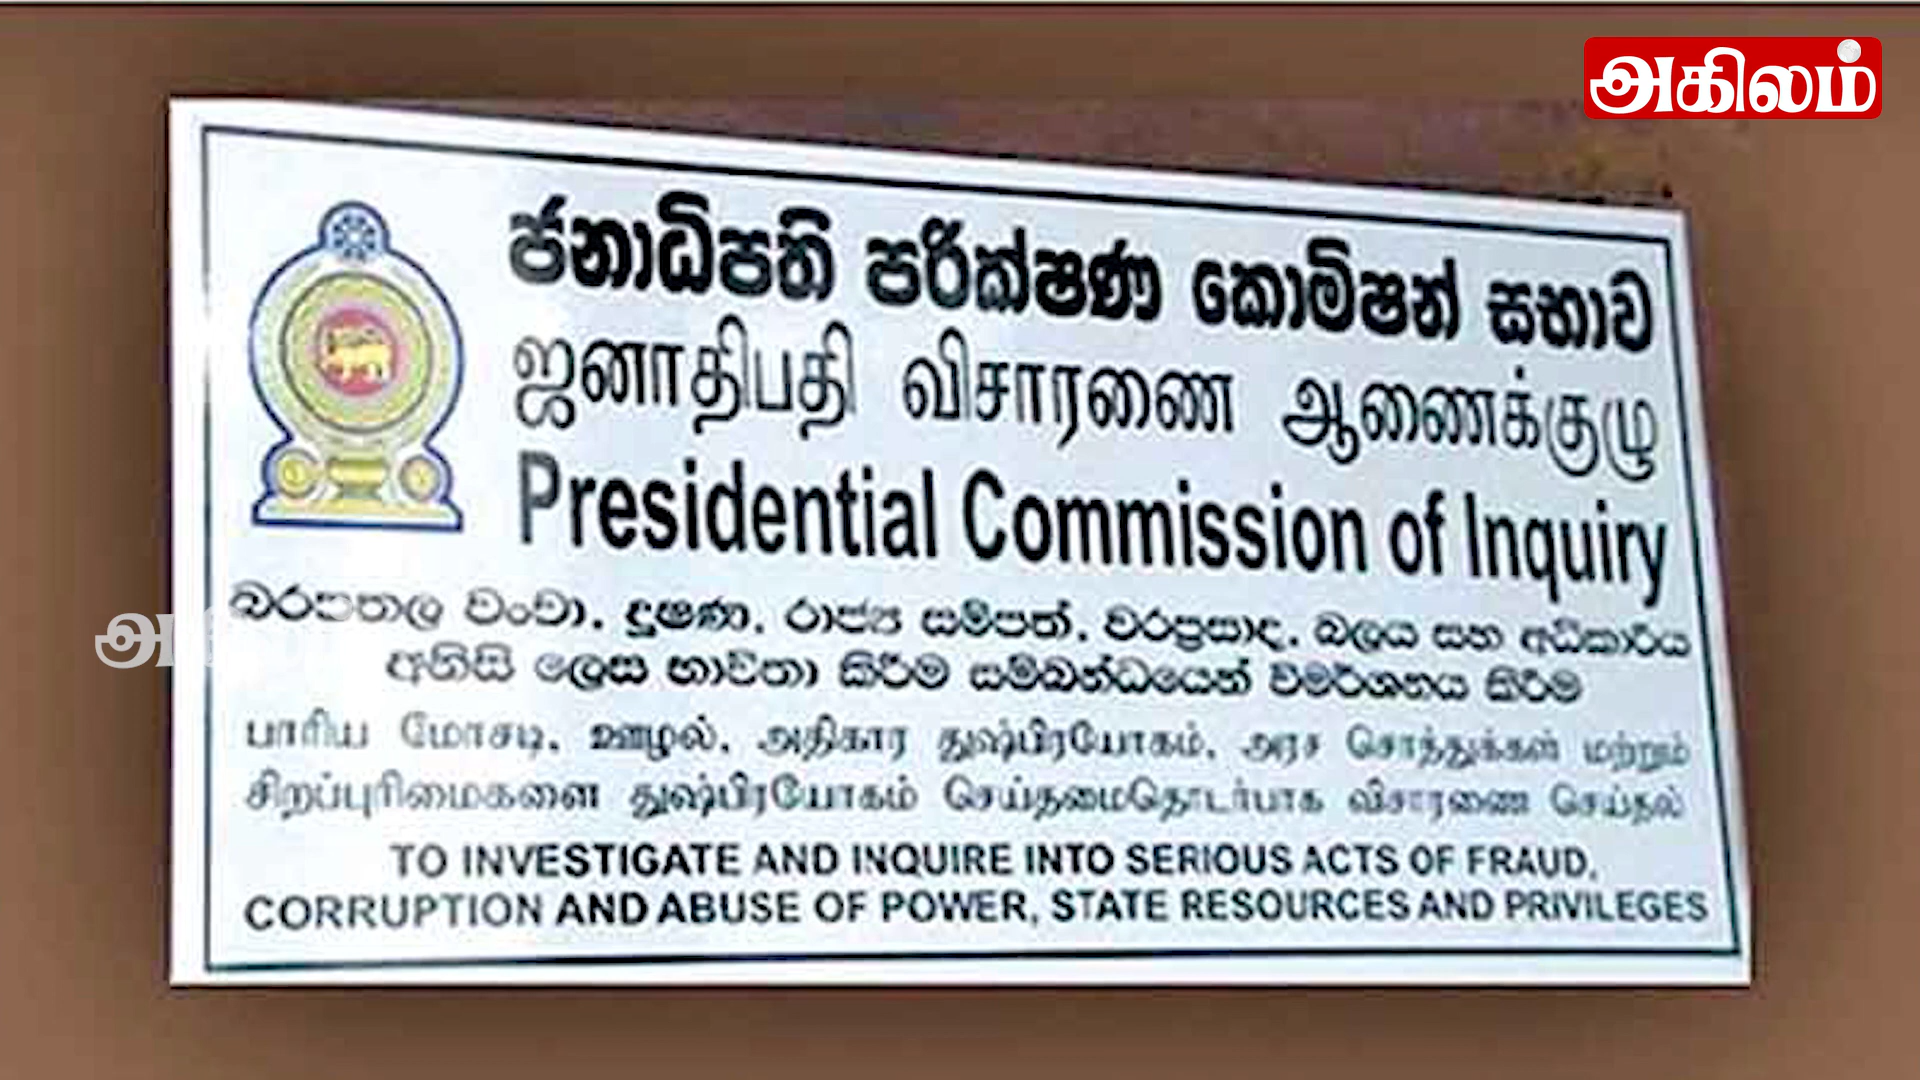 அகிலம்
ජනාධිපති පරීක්ෂණ කොමිෂන් සභාව
ஜனாதிபதி விசாரணை ஆணைக்குழு
Presidential Commission of Inquiry
බරපතල වංචා, දූෂණ, රාජ්‍ය සම්පත්, වරප්‍රසාද, බලය සහ අධිකාරිය
අනිසි ලෙස භාවිතා කිරීම සම්බන්ධයෙන් විමර්ශනය කිරීම
பாரிய மோசடி, ஊழல், அதிகார துஷ்பிரயோகம், அரச சொத்துக்கள் மற்றும்
சிறப்புரிமைகளை துஷ்பிரயோகம் செய்தமைதொடர்பாக விசாரணை செய்தல்
TO INVESTIGATE AND INQUIRE INTO SERIOUS ACTS OF FRAUD,
CORRUPTION AND ABUSE OF POWER, STATE RESOURCES AND PRIVILEGES